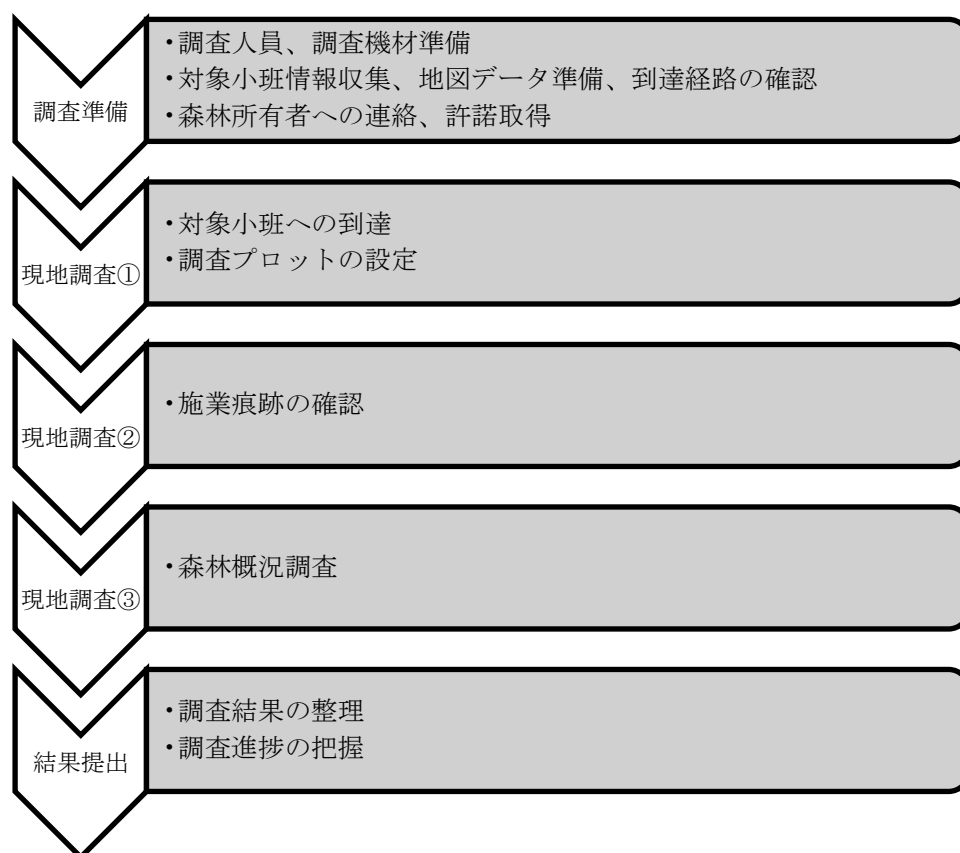 調査準備
・調査人員、調査機材準備
・対象小班情報収集、地図データ準備、到達経路の確認
・森林所有者への連絡、許諾取得
現地調査①
・対象小班への到達
・調査プロットの設定
現地調査②
・施業痕跡の確認
現地調査③
・森林概況調査
結果提出
・調査結果の整理
・調査進捗の把握